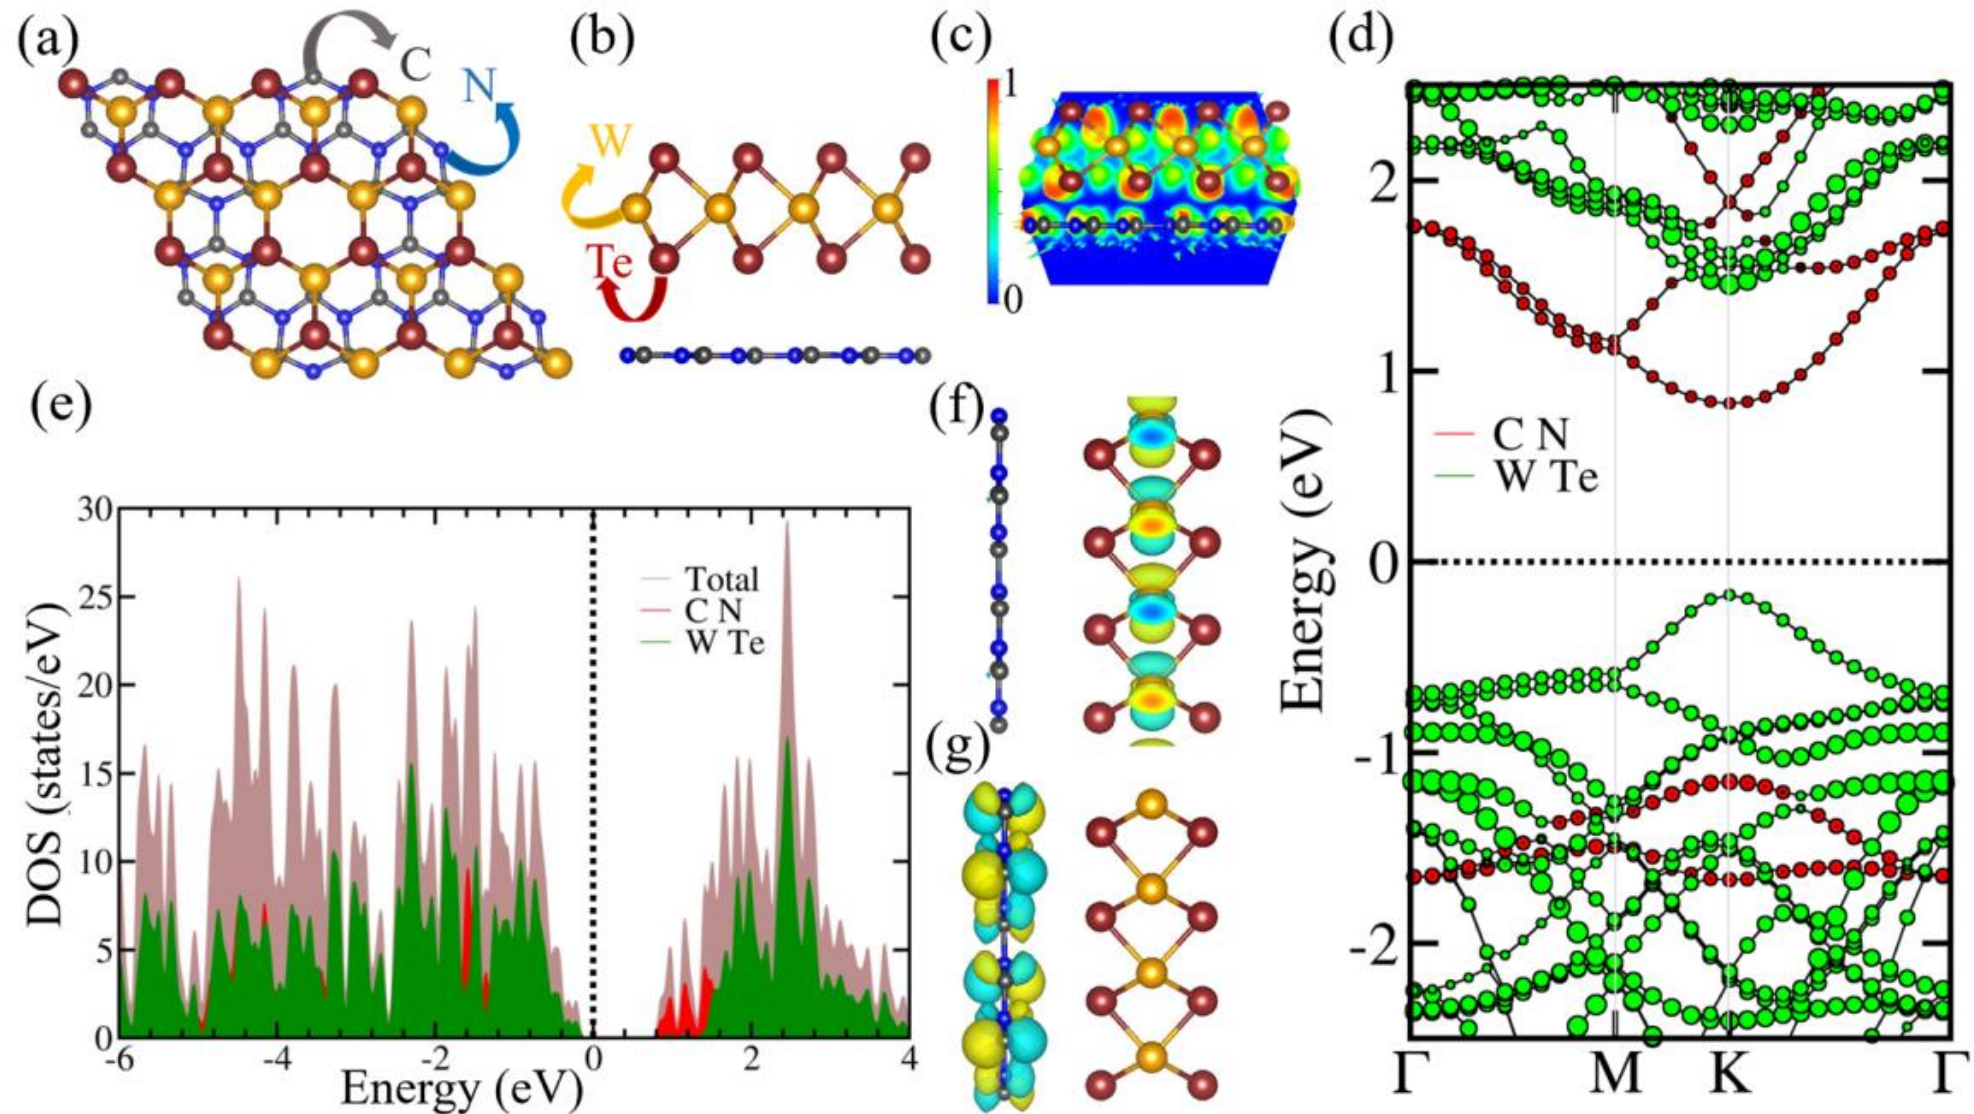 (a)
C
N
(b)
W
Te
(c)
1
0
(d)
2
1
0
-1
-2
Energy (eV)
C N
W Te
Γ
M
K
Γ
(e)
30
25
20
15
10
5
0
DOS (states/eV)
Total
C N
W Te
-6
-4
-2
0
2
4
Energy (eV)
(f)
(g)